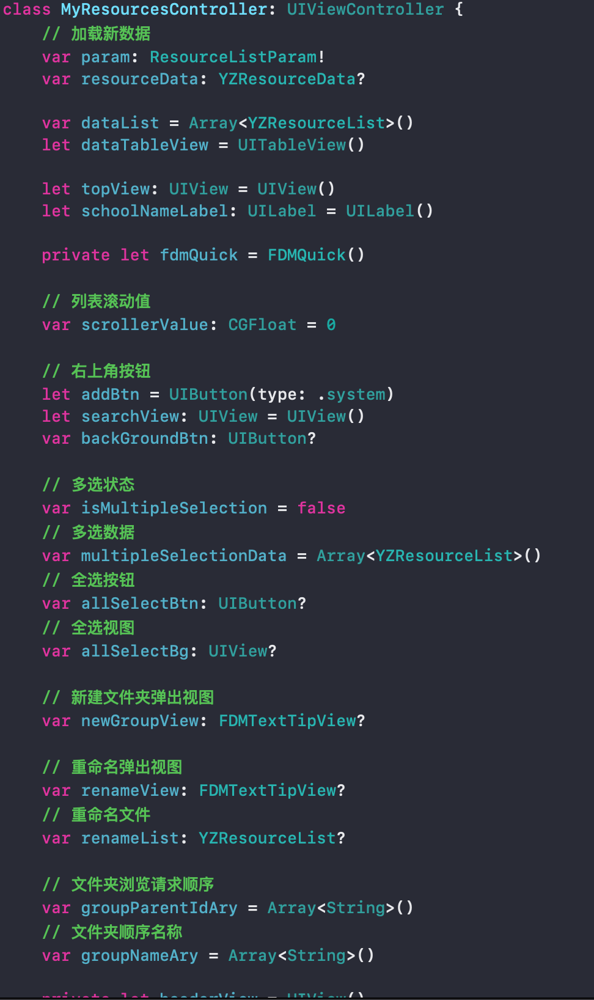 class MyResourcesController: UIViewController {
// 加载新数据
var param: ResourceListParam!
var resourceData: YZResourceData?
var dataList = Array<YZResourceList>()
let dataTableView = UITableView()
let topView: UIView = UIView()
let schoolNameLabel: UILabel = UILabel()
private let fdmQuick = FDMQuick()
// 列表滚动值
var scrollerValue: CGFloat = 0
// 右上角按钮
let addBtn = UIButton(type: .system)
let searchView: UIView = UIView()
var backGroundBtn: UIButton?
// 多选状态
var isMultipleSelection = false
// 多选数据
var multipleSelectionData = Array<YZResourceList>()
// 全选按钮
var allSelectBtn: UIButton?
// 全选视图
var allSelectBg: UIView?
// 新建文件夹弹出视图
var newGroupView: FDMTextTipView?
// 重命名弹出视图
var renameView: FDMTextTipView?
// 重命名文件
var renameList: YZResourceList?
// 文件夹浏览请求顺序
var groupParentIdAry = Array<String>()
// 文件夹顺序名称
var groupNameAry = Array<String>()
private let headerView = UIView()